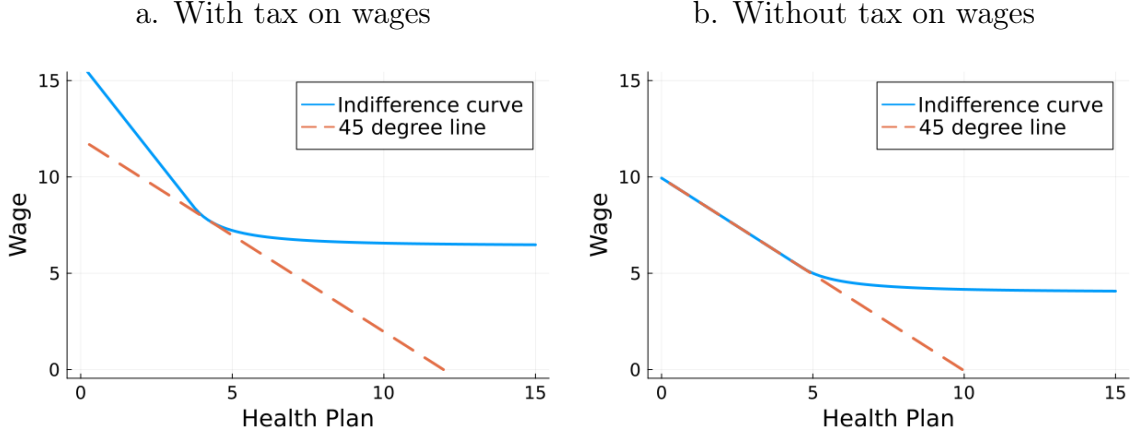 a. With tax on wages
15
10
5
0
Wage
Indifference curve
45 degree line
0 5 10 15
Health Plan
b. Without tax on wages
15
10
5
0
Wage
Indifference curve
45 degree line
0 5 10 15
Health Plan